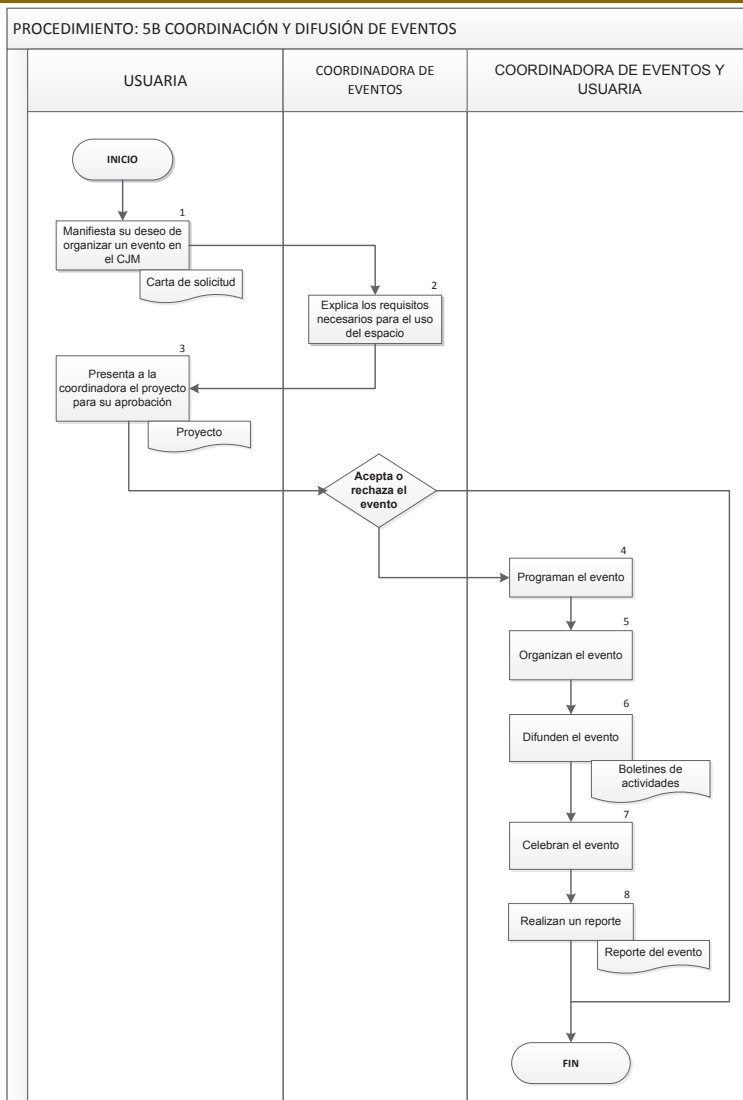 PROCEDIMIENTO: 5B COORDINACIÓN Y DIFUSIÓN DE EVENTOS
USUARIA
COORDINADORA DE
EVENTOS
COORDINADORA DE EVENTOS Y
USUARIA
INICIO
1
Manifiesta su deseo de
organizar un evento en
el CJM
Carta de solicitud
2
Explica los requisitos
necesarios para el uso
del espacio
3
Presenta a la
coordinadora el proyecto
para su aprobación
Proyecto
Acepta o
rechaza el
evento
4
Programan el evento
5
Organizan el evento
6
Difunden el evento
Boletines de
actividades
7
Celebran el evento
8
Realizan un reporte
Reporte del evento
FIN